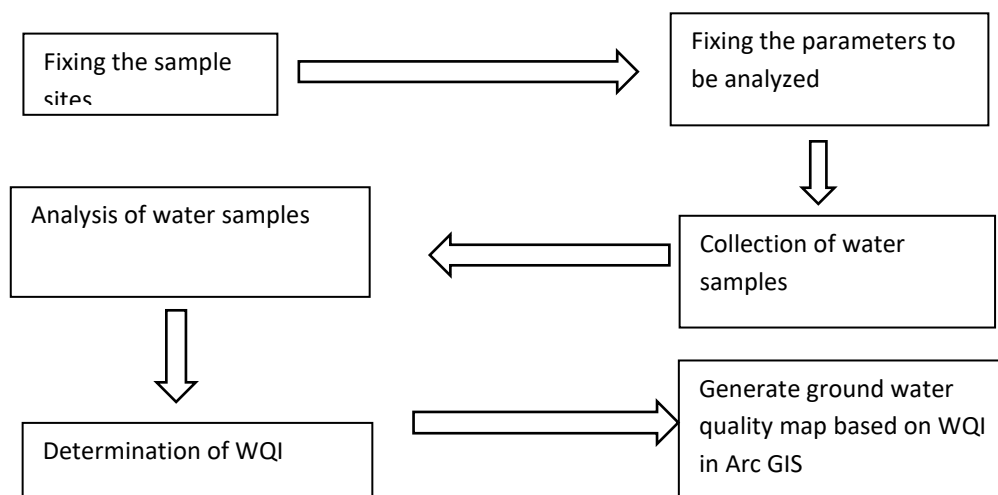 Fixing the sample
sites
Fixing the parameters to
be analyzed
Collection of water
samples
Analysis of water samples
Determination of WQI
Generate ground water
quality map based on WQI
in Arc GIS